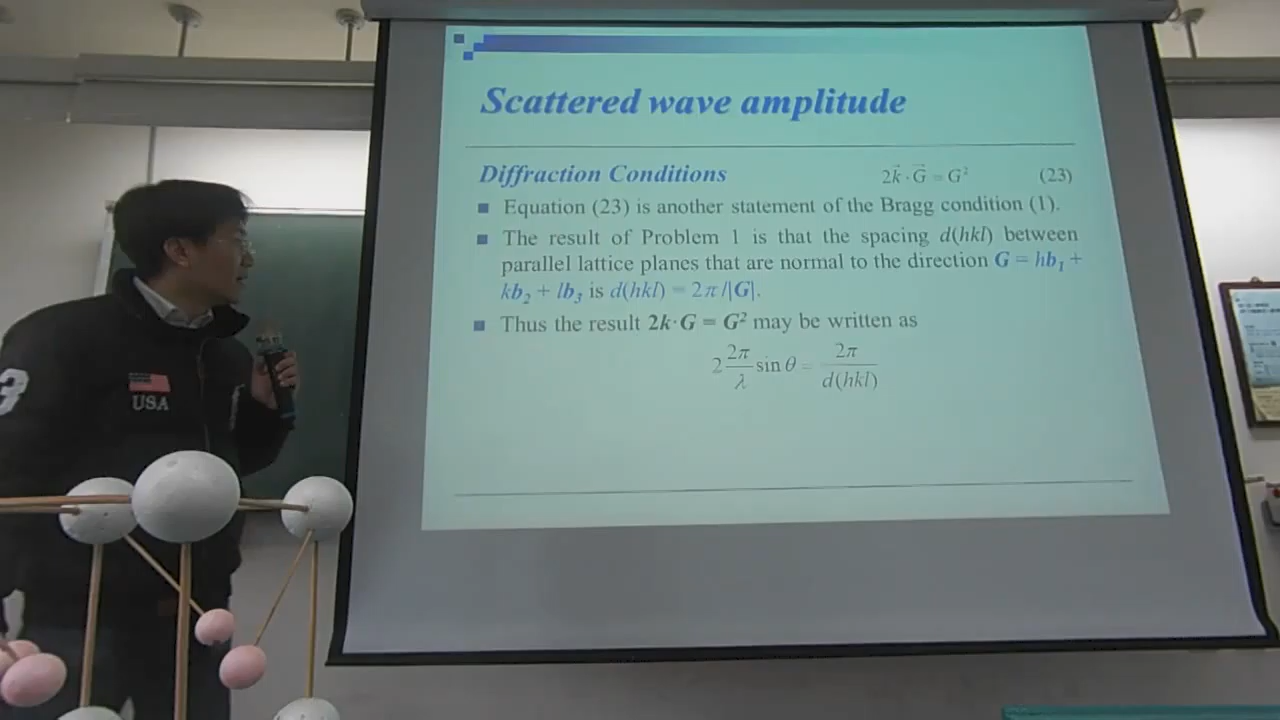 Scattered wave amplitude
Diffraction Conditions 2k⃗ · G⃗ = G² (23)
Equation (23) is another statement of the Bragg condition (1).
The result of Problem 1 is that the spacing d(hkl) between
parallel lattice planes that are normal to the direction G = hb₁ +
kb₂ + lb₃ is d(hkl) = 2π/|G|.
Thus the result 2k·G = G² may be written as
2 2π/λ sin θ = 2π/d(hkl)
3
USA